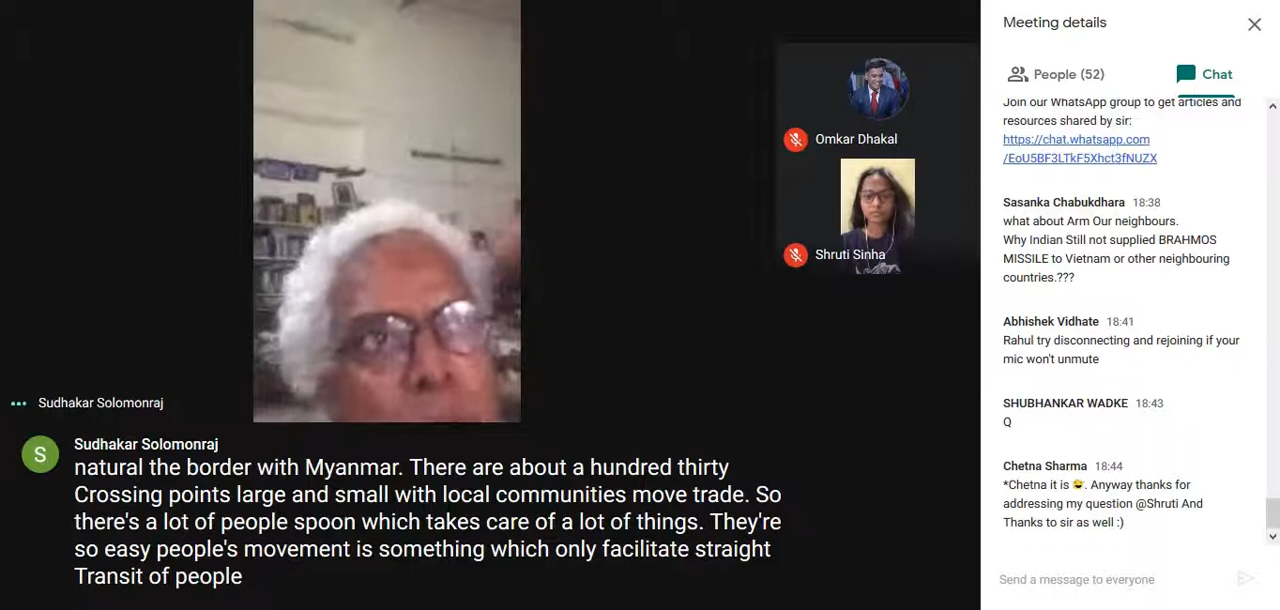 Omkar Dhakal
Shruti Sinha
Sudhakar Solomonraj
S
Sudhakar Solomonraj
natural the border with Myanmar. There are about a hundred thirty
Crossing points large and small with local communities move trade. So
there's a lot of people spoon which takes care of a lot of things. They're
so easy people's movement is something which only facilitate straight
Transit of people
Meeting details
People (52)
Chat
Join our WhatsApp group to get articles and
resources shared by sir:
https://chat.whatsapp.com
/EoU5BF3LTkF5Xhct3fNUZX
Sasanka Chabukdhara 18:38
what about Arm Our neighbours.
Why Indian Still not supplied BRAHMOS
MISSILE to Vietnam or other neighbouring
countries.???
Abhishek Vidhate 18:41
Rahul try disconnecting and rejoining if your
mic won't unmute
SHUBHANKAR WADKE 18:43
Q
Chetna Sharma 18:44
*Chetna it is 😅. Anyway thanks for
addressing my question @Shruti And
Thanks to sir as well :)
Send a message to everyone